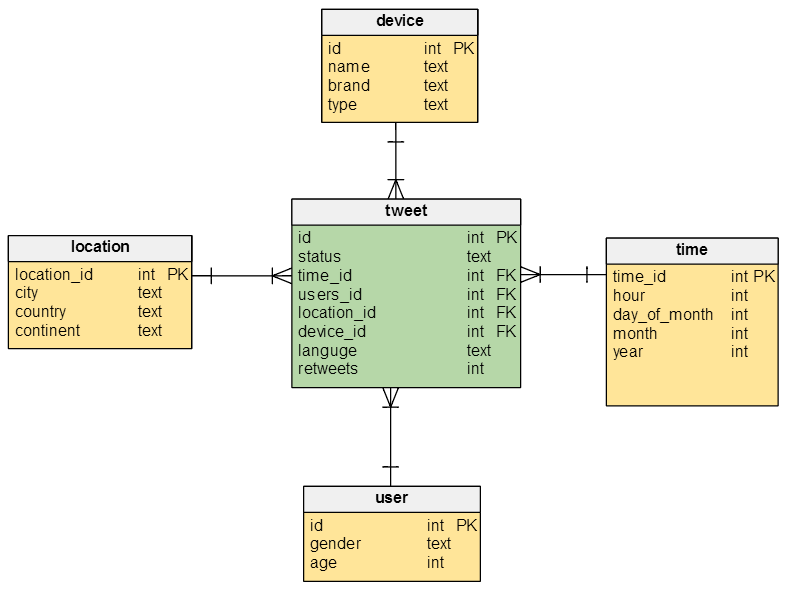 device
id int PK
name text
brand text
type text
tweet
id int PK
status text
time_id int FK
users_id int FK
location_id int FK
device_id int FK
languge text
retweets int
location
location_id int PK
city text
country text
continent text
time
time_id int PK
hour int
day_of_month int
month int
year int
user
id int PK
gender text
age int